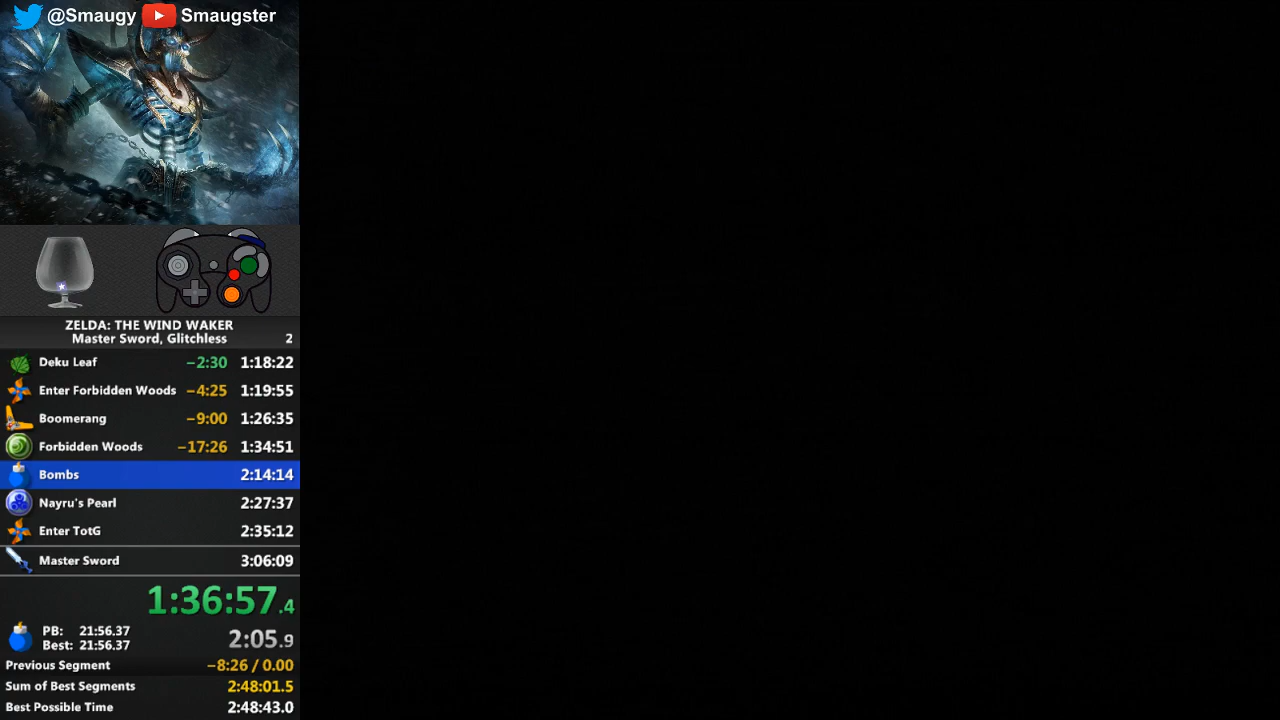 @Smaugy Smaugster
ZELDA: THE WIND WAKER
Master Sword, Glitchless 2
Deku Leaf −2:30 1:18:22
Enter Forbidden Woods −4:25 1:19:55
Boomerang −9:00 1:26:35
Forbidden Woods −17:26 1:34:51
Bombs 2:14:14
Nayru's Pearl 2:27:37
Enter TotG 2:35:12
Master Sword 3:06:09
1:36:57.4
PB: 21:56.37
Best: 21:56.37
2:05.9
Previous Segment −8:26 / 0.00
Sum of Best Segments 2:48:01.5
Best Possible Time 2:48:43.0